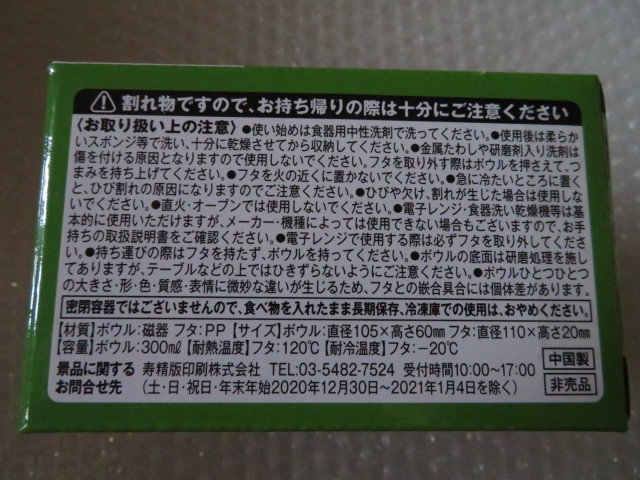 割れ物ですので、お持ち帰りの際は十分にご注意ください
〈お取り扱い上の注意〉●使い始めは食器用中性洗剤で洗ってください。●使用後は柔らか
いスポンジ等で洗い、十分に乾燥させてから収納してください。●金属たわしや研磨剤入り洗剤は
傷を付ける原因となりますので使用しないでください。フタを取り外す際はボウルを押さえてつ
まみを持ち上げてください。●フタを火の近くに置かないでください。●急に冷たいところに置く
と、ひび割れの原因になりますのでご注意ください。●ひびや欠け、割れが生じた場合は使用しな
いでください。●直火・オーブンでは使用しないでください。●電子レンジ・食器洗い乾燥機等は基
本的に使用いただけますが、メーカー・機種によっては使用できない場合もございますので、お手
持ちの取扱説明書をご確認ください。●電子レンジで使用する際は必ずフタを取り外してくださ
い。●持ち運びの際はフタを持たず、ボウルを持ってください。●ボウルの底面は研磨処理を施し
てありますが、テーブルなどの上ではひきずらないようにご注意ください。●ボウルひとつひとつ
の大きさ・形・色・質感・表情に微妙な違いが生じるため、フタとの嵌合具合には個体差があります。
密閉容器ではございませんので、食べ物を入れたまま長期保存、冷凍庫での使用は、おやめください。
【材質】ボウル:磁器 フタ:PP【サイズ】ボウル:直径105×高さ60㎜ フタ:直径110×高さ20㎜
【容量】ボウル:300㎖【耐熱温度】フタ:120℃【耐冷温度】フタ:-20℃
中国製
景品に関する 寿精版印刷株式会社 TEL:03-5482-7524 受付時間10:00〜17:00
お問合せ先 (土・日・祝日・年末年始2020年12月30日〜2021年1月4日を除く)
非売品